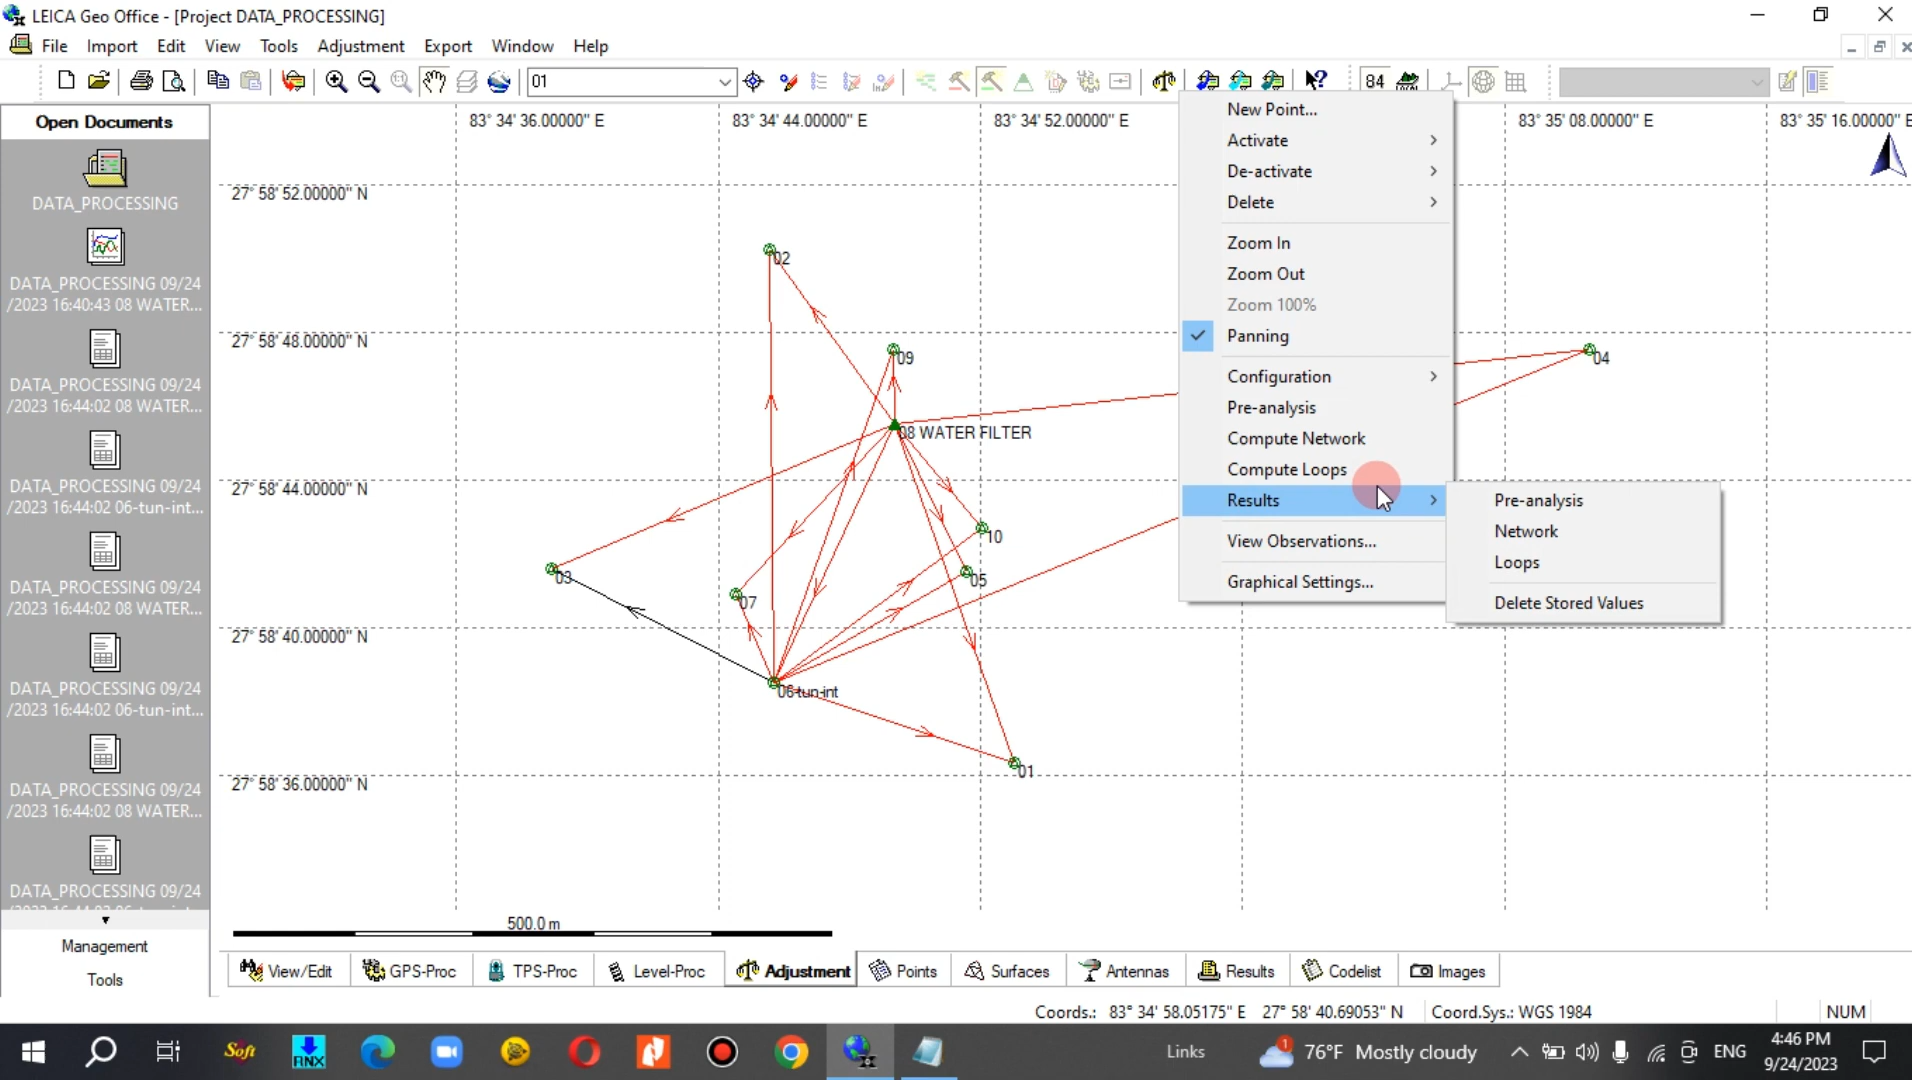 LEICA Geo Office - [Project DATA_PROCESSING]
File Import Edit View Tools Adjustment Export Window Help
01
84
Open Documents
DATA_PROCESSING
DATA_PROCESSING 09/24
/2023 16:40:43 08 WATER...
DATA_PROCESSING 09/24
/2023 16:44:02 08 WATER...
DATA_PROCESSING 09/24
/2023 16:44:02 06-tun-int...
DATA_PROCESSING 09/24
/2023 16:44:02 08 WATER...
DATA_PROCESSING 09/24
/2023 16:44:02 06-tun-int...
DATA_PROCESSING 09/24
/2023 16:44:02 08 WATER...
DATA_PROCESSING 09/24
Management
Tools
83° 34' 36.00000" E
83° 34' 44.00000" E
83° 34' 52.00000" E
83° 35' 08.00000" E
83° 35' 16.00000" E
27° 58' 52.00000" N
27° 58' 48.00000" N
27° 58' 44.00000" N
27° 58' 40.00000" N
27° 58' 36.00000" N
02
09
04
08 WATER FILTER
10
03
05
07
06-tun-int
01
500.0 m
New Point...
Activate
De-activate
Delete
Zoom In
Zoom Out
Zoom 100%
Panning
Configuration
Pre-analysis
Compute Network
Compute Loops
Results
View Observations...
Graphical Settings...
Pre-analysis
Network
Loops
Delete Stored Values
View/Edit GPS-Proc TPS-Proc Level-Proc Adjustment Points Surfaces Antennas Results Codelist Images
Coords.: 83° 34' 58.05175" E 27° 58' 40.69053" N Coord.Sys.: WGS 1984 NUM
Soft
RNX
Links
1
76°F Mostly cloudy
ENG
4:46 PM
9/24/2023